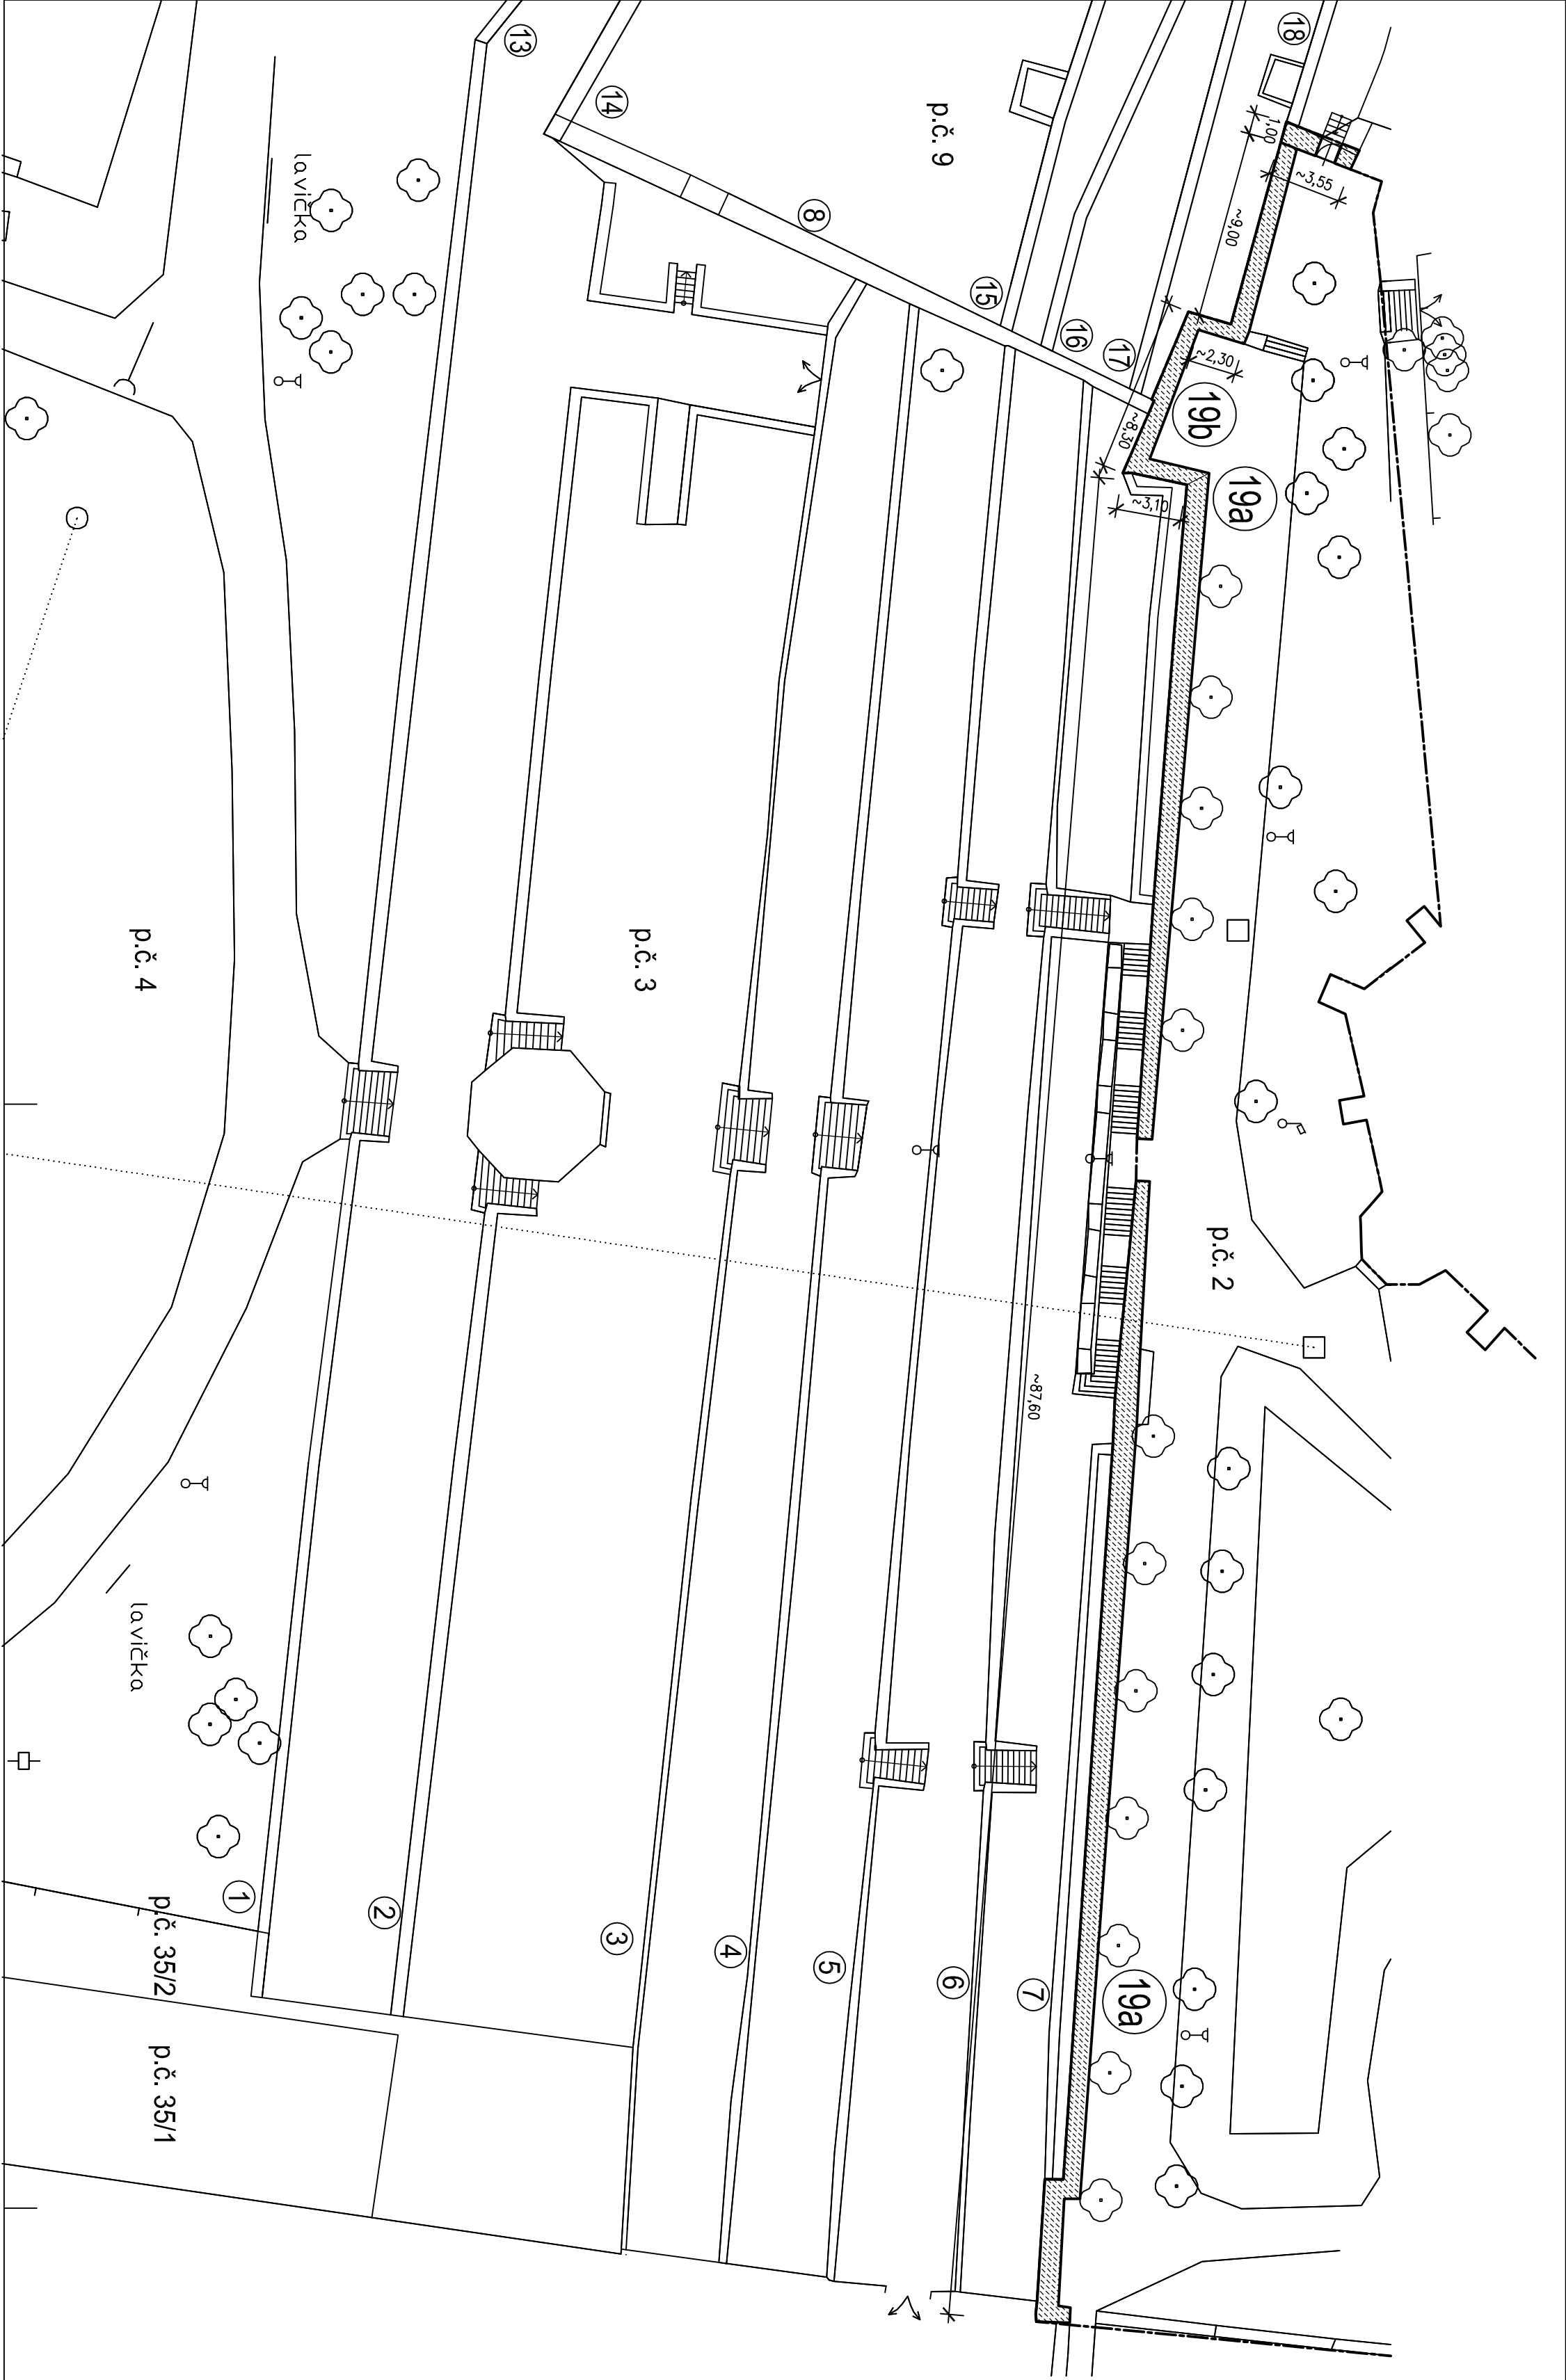 18
13
14
p.č. 9
1,00
~3,55
lavička
8
~9,00
15
16
17
~2,30
19b
~8,30
19a
~3,10
p.č. 4
p.č. 3
p.č. 2
~87,60
lavička
1
2
3
4
5
6
7
19a
p.č. 35/2
p.č. 35/1